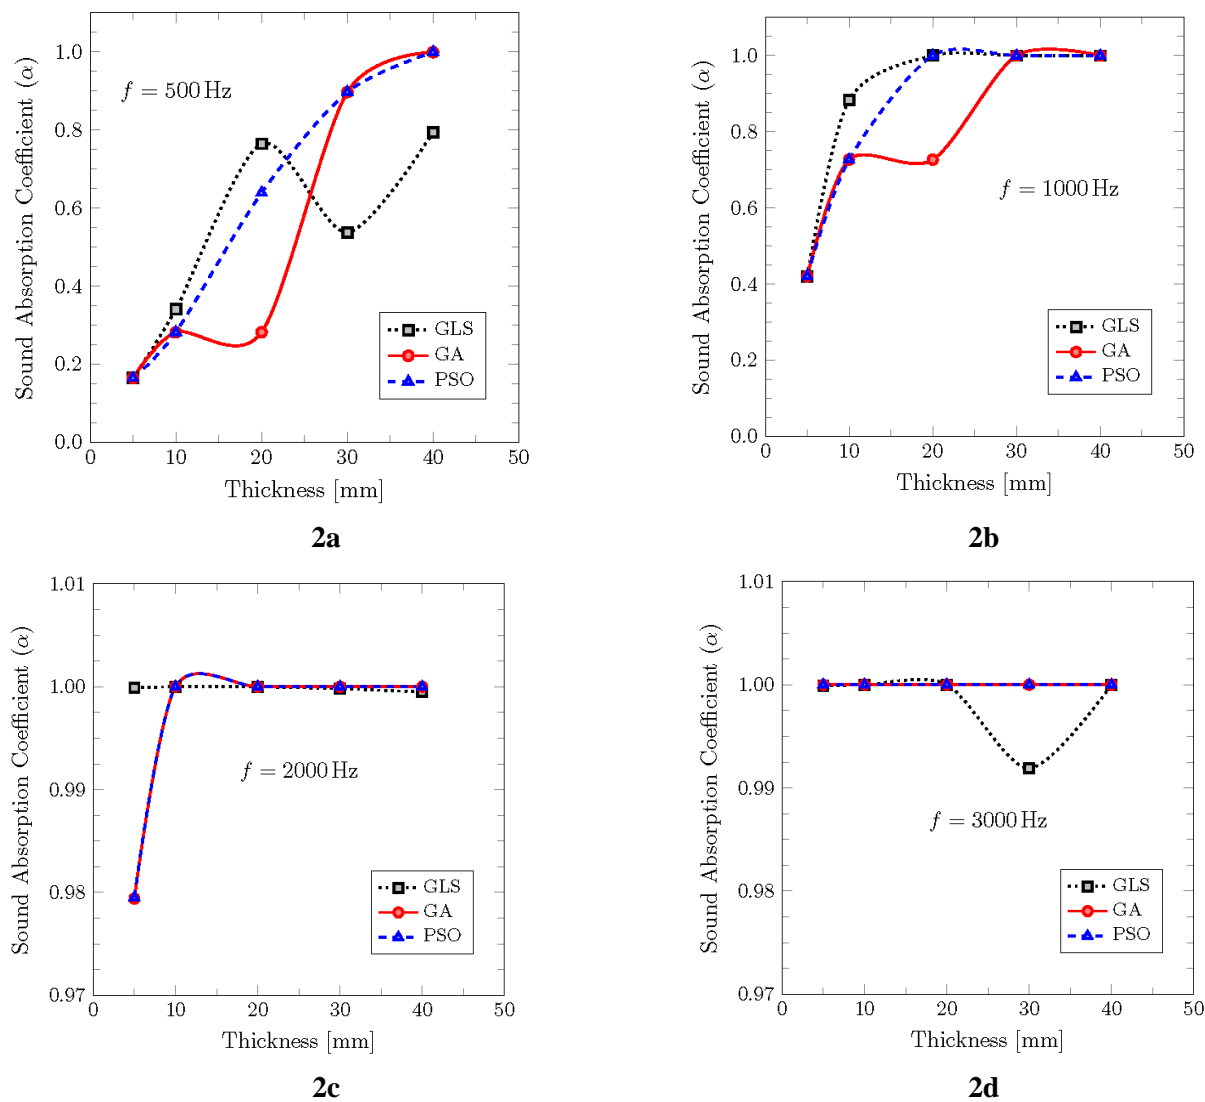 Sound Absorption Coefficient (α)
1.0
0.8
0.6
0.4
0.2
0.0
f = 500 Hz
GLS
GA
PSO
0 10 20 30 40 50
Thickness [mm]
2a
Sound Absorption Coefficient (α)
1.0
0.8
0.6
0.4
0.2
0.0
f = 1000 Hz
GLS
GA
PSO
0 10 20 30 40 50
Thickness [mm]
2b
Sound Absorption Coefficient (α)
1.01
1.00
0.99
0.98
0.97
f = 2000 Hz
GLS
GA
PSO
0 10 20 30 40 50
Thickness [mm]
2c
Sound Absorption Coefficient (α)
1.01
1.00
0.99
0.98
0.97
f = 3000 Hz
GLS
GA
PSO
0 10 20 30 40 50
Thickness [mm]
2d